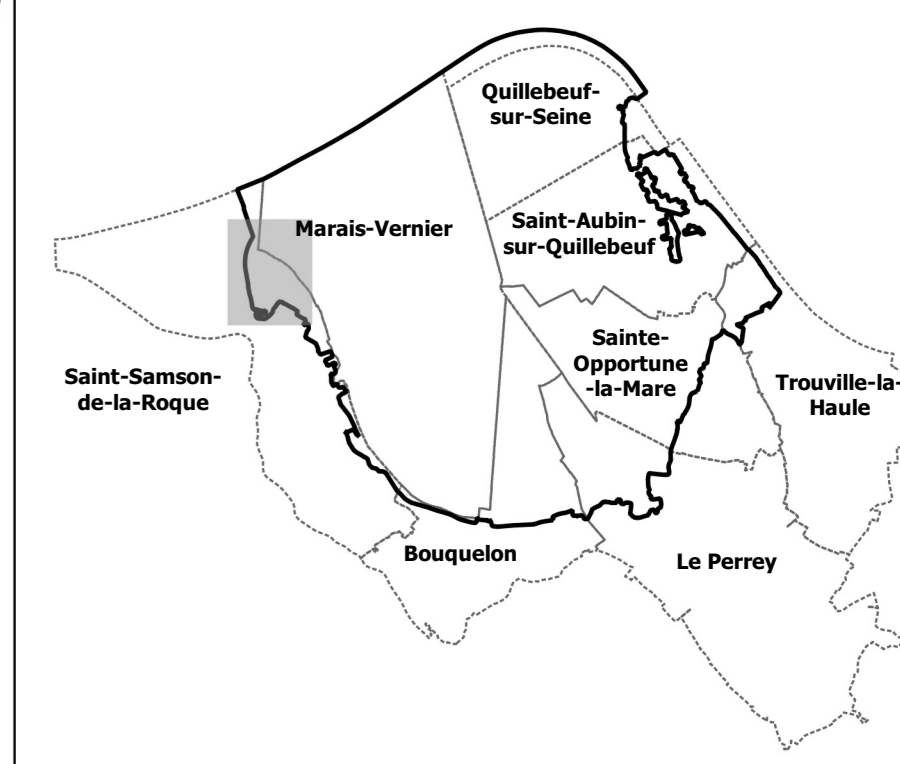 Quillebeuf-
sur-Seine
Marais-Vernier
Saint-Aubin-
sur-Quillebeuf
Sainte-
Opportune
-la-Mare
Saint-Samson-
de-la-Roque
Trouville-la-
Haule
Bouquelon
Le Perrey